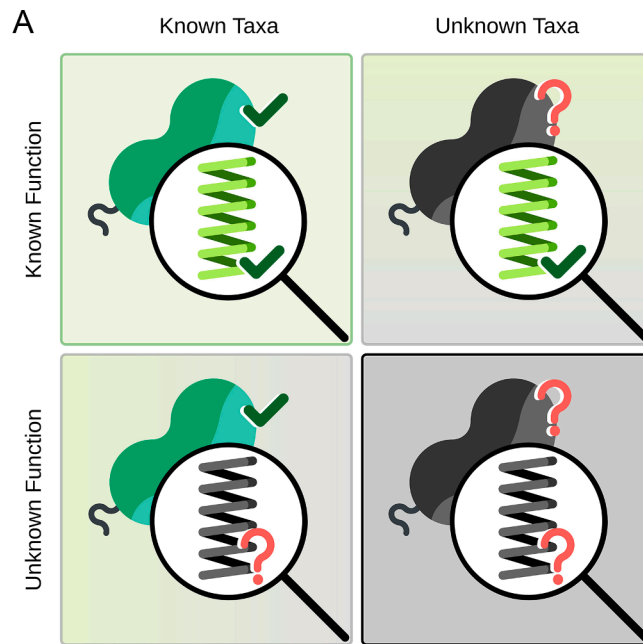 A
Known Taxa
Unknown Taxa
Known Function
?
✓
✓
✓
Unknown Function
?
?
?